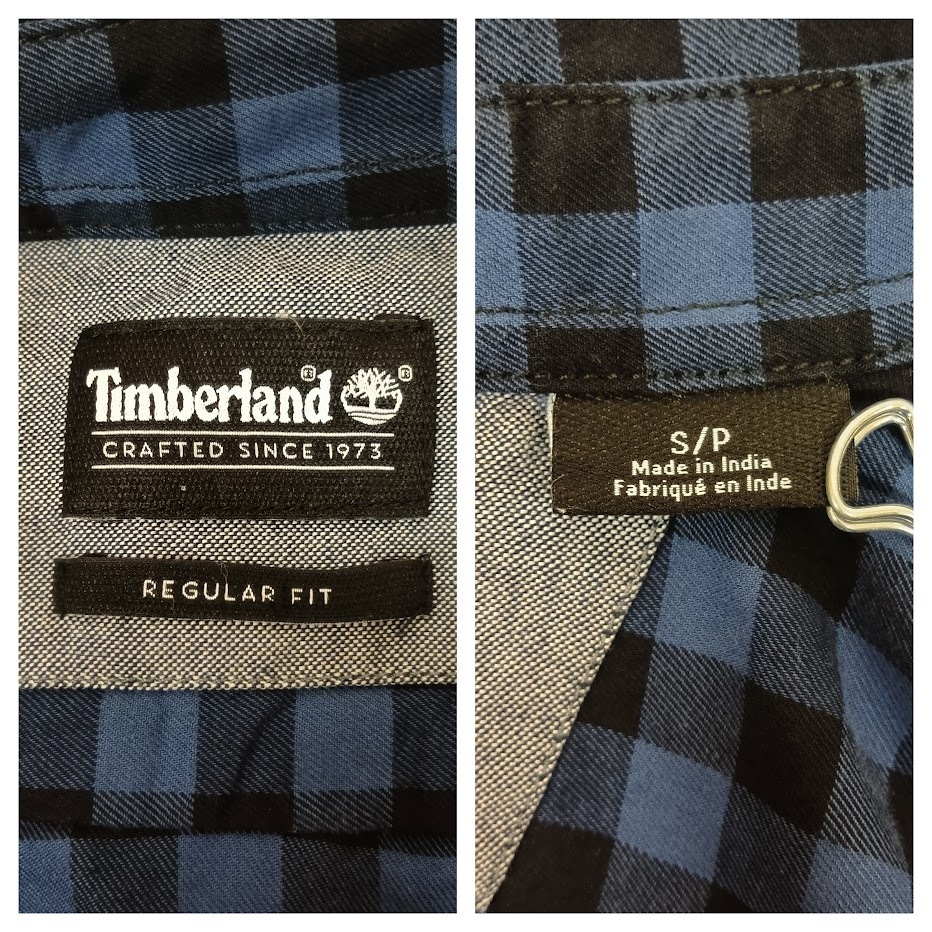 Timberland® ®
CRAFTED SINCE 1973
REGULAR FIT
S/P
Made in India
Fabriqué en Inde